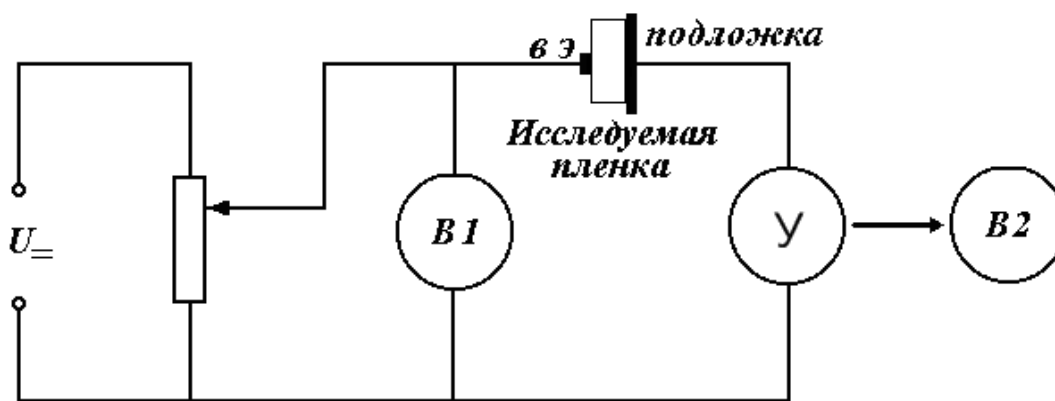 в Э подложка
Исследуемая
пленка
U=
В 1
У
В 2